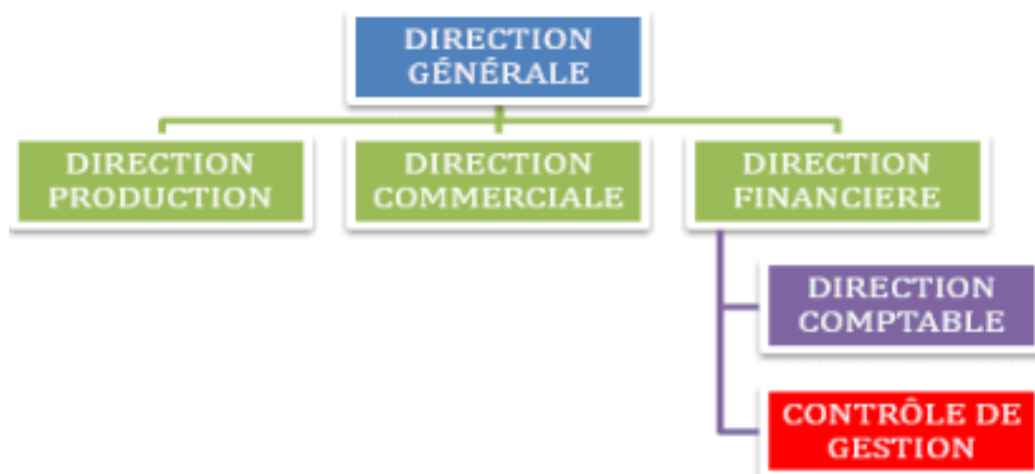 DIRECTION
GÉNÉRALE
DIRECTION
PRODUCTION
DIRECTION
COMMERCIALE
DIRECTION
FINANCIERE
DIRECTION
COMPTABLE
CONTRÔLE DE
GESTION